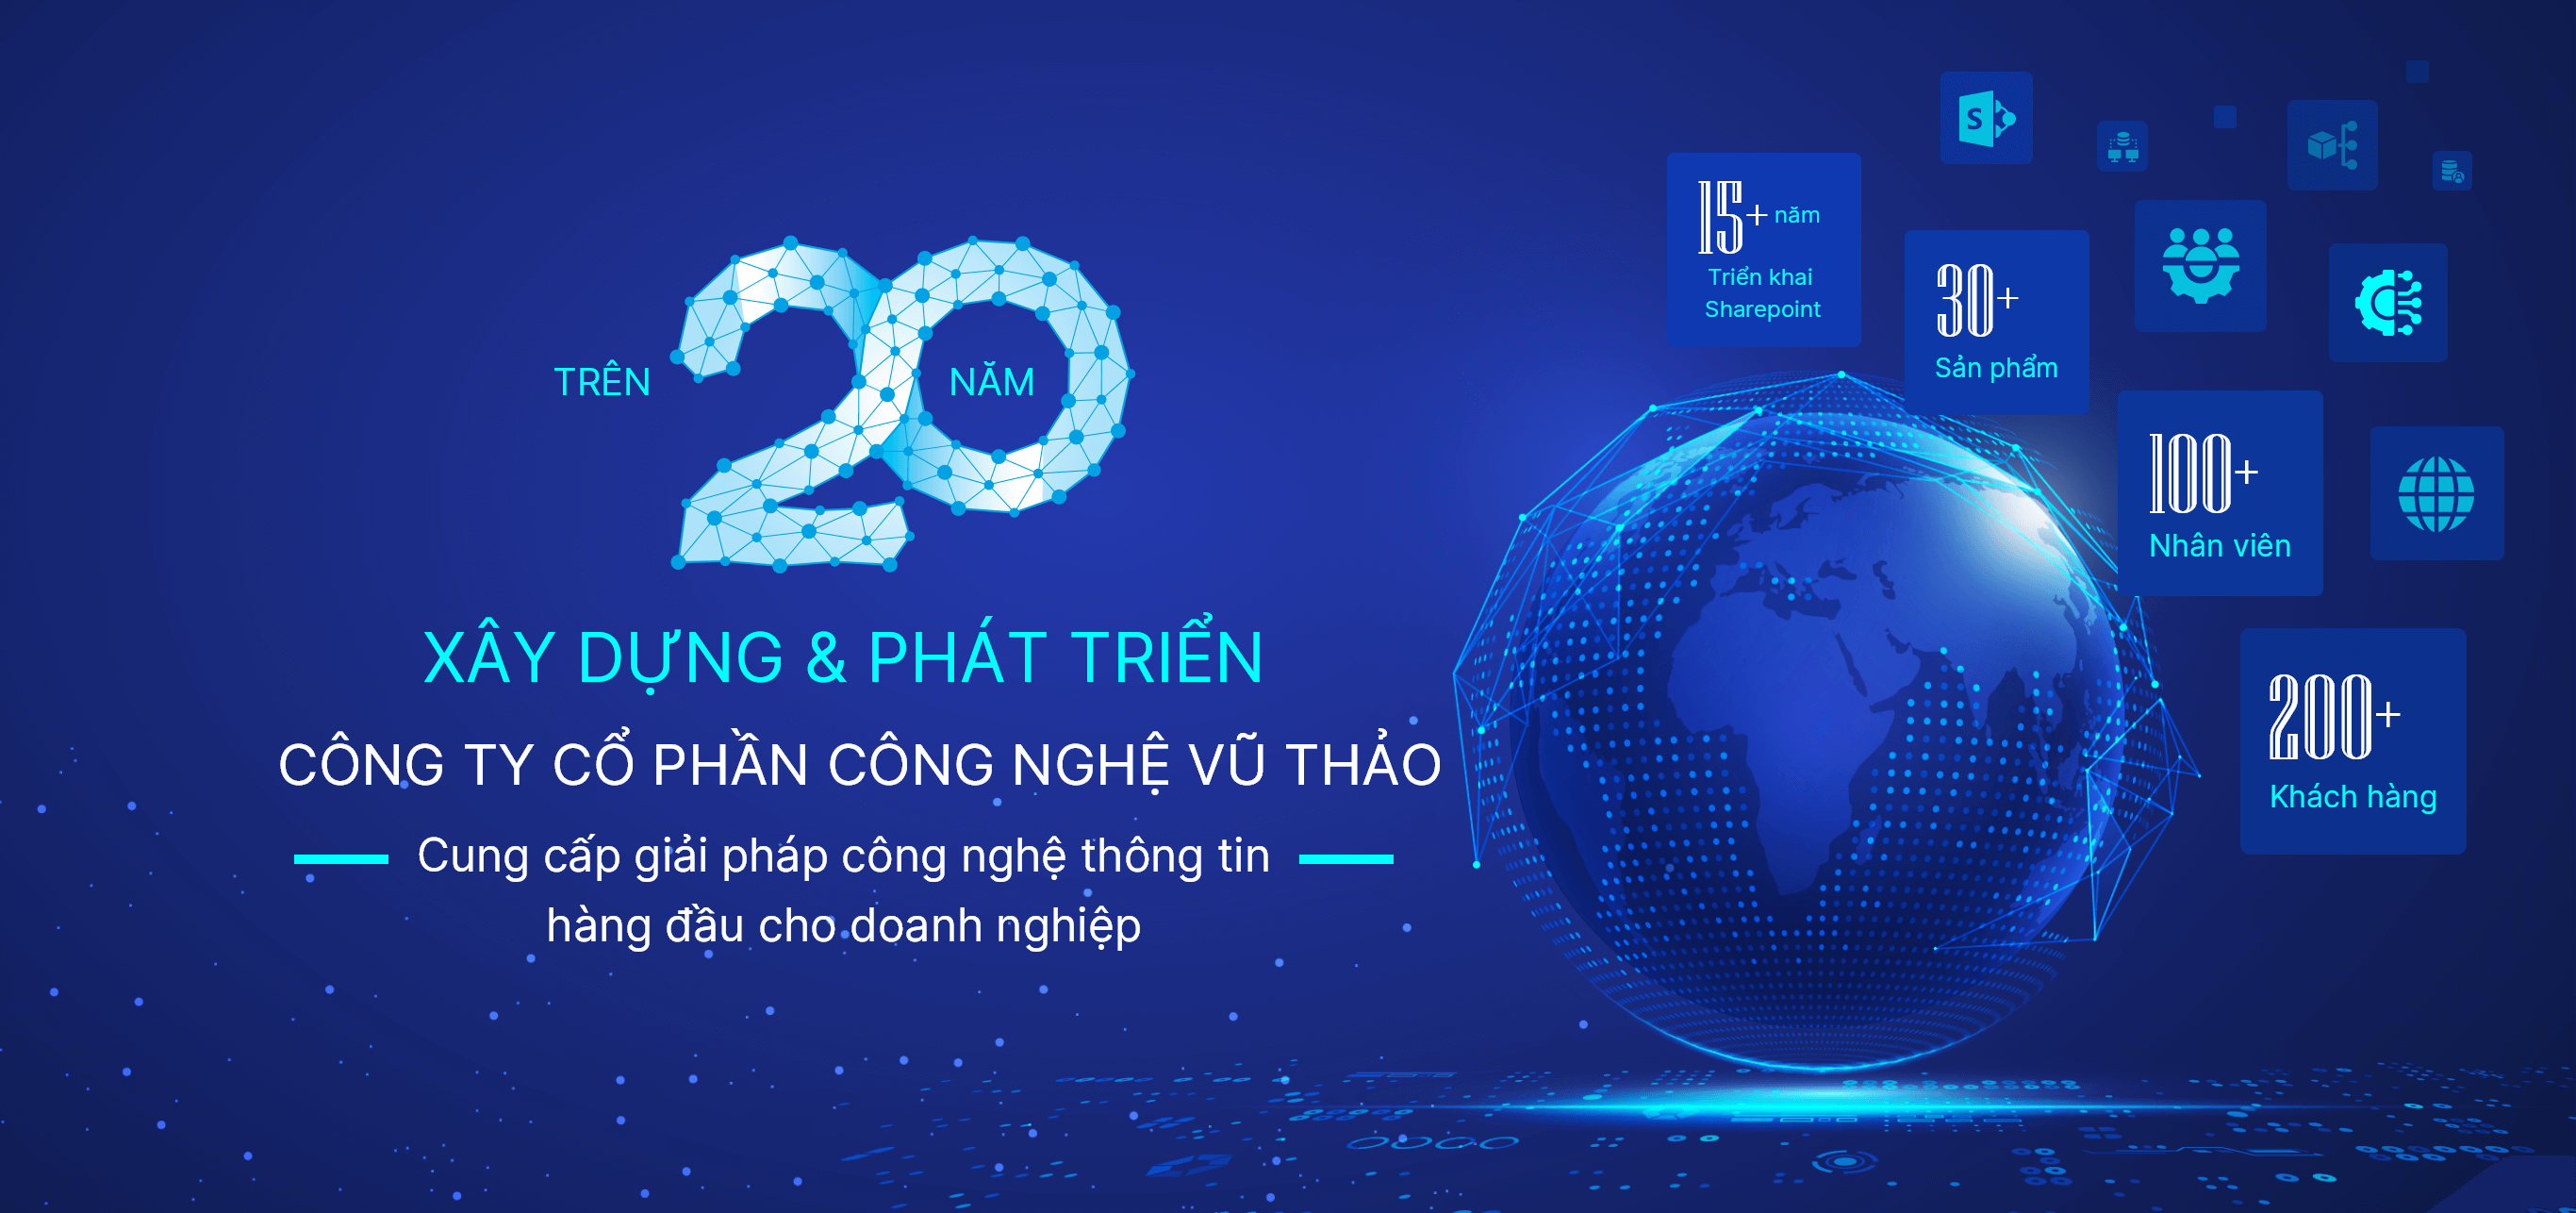 TRÊN 20 NĂM
XÂY DỰNG & PHÁT TRIỂN
CÔNG TY CỔ PHẦN CÔNG NGHỆ VŨ THẢO
Cung cấp giải pháp công nghệ thông tin
hàng đầu cho doanh nghiệp
S
15+ năm
Triển khai
Sharepoint
30+
Sản phẩm
100+
Nhân viên
200+
Khách hàng